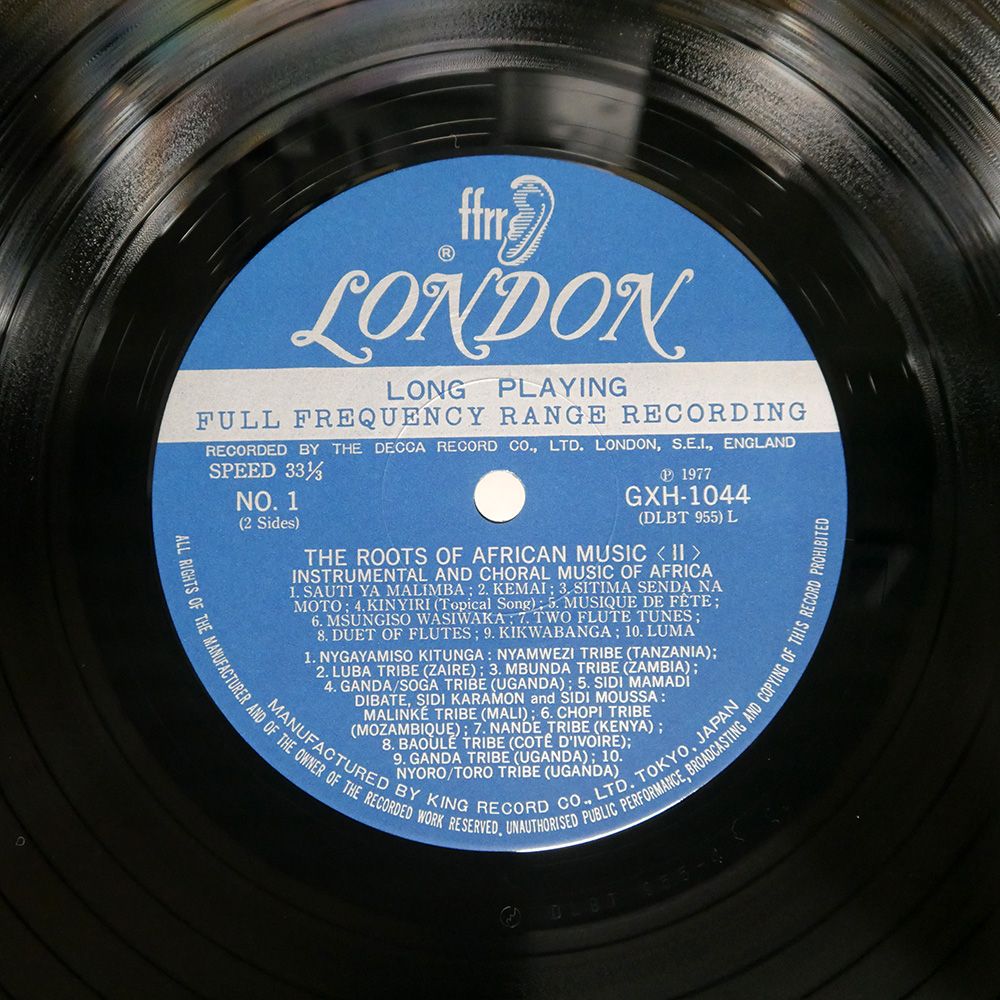 ffrr
®
LONDON
LONG PLAYING
FULL FREQUENCY RANGE RECORDING
RECORDED BY THE DECCA RECORD CO., LTD. LONDON, S.E.I., ENGLAND
SPEED 33⅓
Ⓟ 1977
NO. 1
GXH-1044
(2 Sides)
(DLBT 955) L
THE ROOTS OF AFRICAN MUSIC〈II〉
INSTRUMENTAL AND CHORAL MUSIC OF AFRICA
1. SAUTI YA MALIMBA ; 2. KEMAI ; 3. SITIMA SENDA NA
MOTO ; 4. KINYIRI (Topical Song) ; 5. MUSIQUE DE FÊTE ;
6. MSUNGISO WASIWAKA ; 7. TWO FLUTE TUNES ;
8. DUET OF FLUTES ; 9. KIKWABANGA ; 10. LUMA
1. NYGAYAMISO KITUNGA : NYAMWEZI TRIBE (TANZANIA) ;
2. LUBA TRIBE (ZAIRE) ; 3. MBUNDA TRIBE (ZAMBIA) ;
4. GANDA/SOGA TRIBE (UGANDA) ; 5. SIDI MAMADI
DIBATE, SIDI KARAMON and SIDI MOUSSA :
MALINKÉ TRIBE (MALI) ; 6. CHOPI TRIBE
(MOZAMBIQUE) ; 7. NANDE TRIBE (KENYA) ;
8. BAOULÉ TRIBE (COTÊ D'IVOIRE) ;
9. GANDA TRIBE (UGANDA) ; 10.
NYORO/TORO TRIBE (UGANDA)
MANUFACTURED BY KING RECORD CO., LTD. TOKYO, JAPAN
ALL RIGHTS OF THE MANUFACTURER AND OF THE OWNER OF THE RECORDED WORK RESERVED. UNAUTHORISED PUBLIC PERFORMANCE, BROADCASTING AND COPYING OF THIS RECORD PROHIBITED